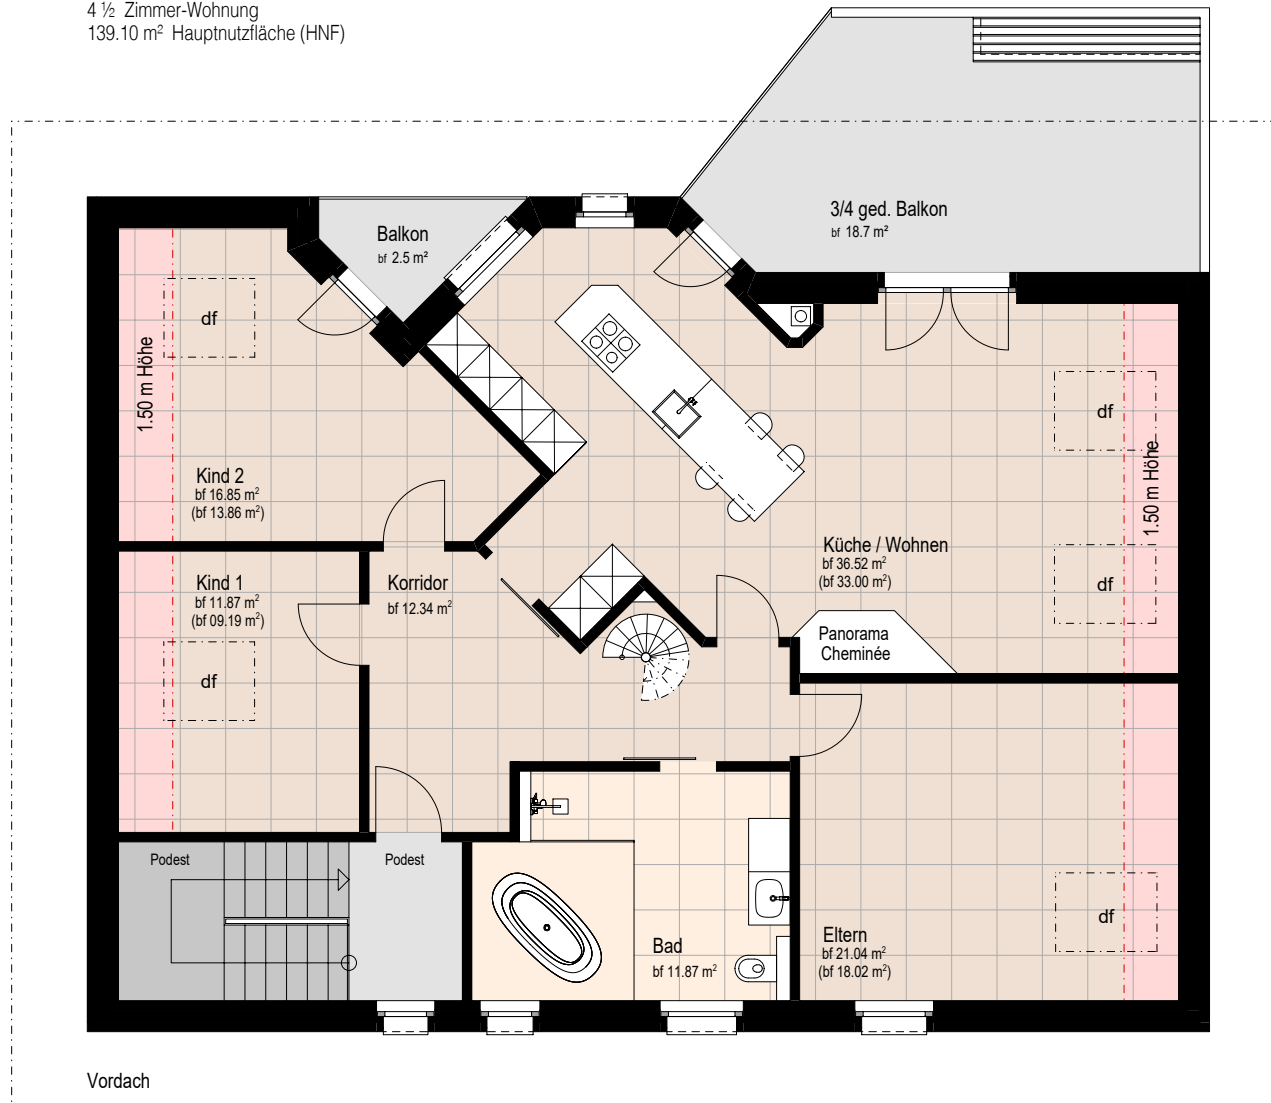 4 ½ Zimmer-Wohnung
139.10 m² Hauptnutzfläche (HNF)
3/4 ged. Balkon
bf 18.7 m²
Balkon
bf 2.5 m²
df
1.50 m Höhe
Kind 2
bf 16.85 m²
(bf 13.86 m²)
df
1.50 m Höhe
Küche / Wohnen
bf 36.52 m²
(bf 33.00 m²)
df
Kind 1
bf 11.87 m²
(bf 09.19 m²)
df
Korridor
bf 12.34 m²
Panorama
Cheminée
Podest
Podest
Bad
bf 11.87 m²
Eltern
bf 21.04 m²
(bf 18.02 m²)
df
Vordach